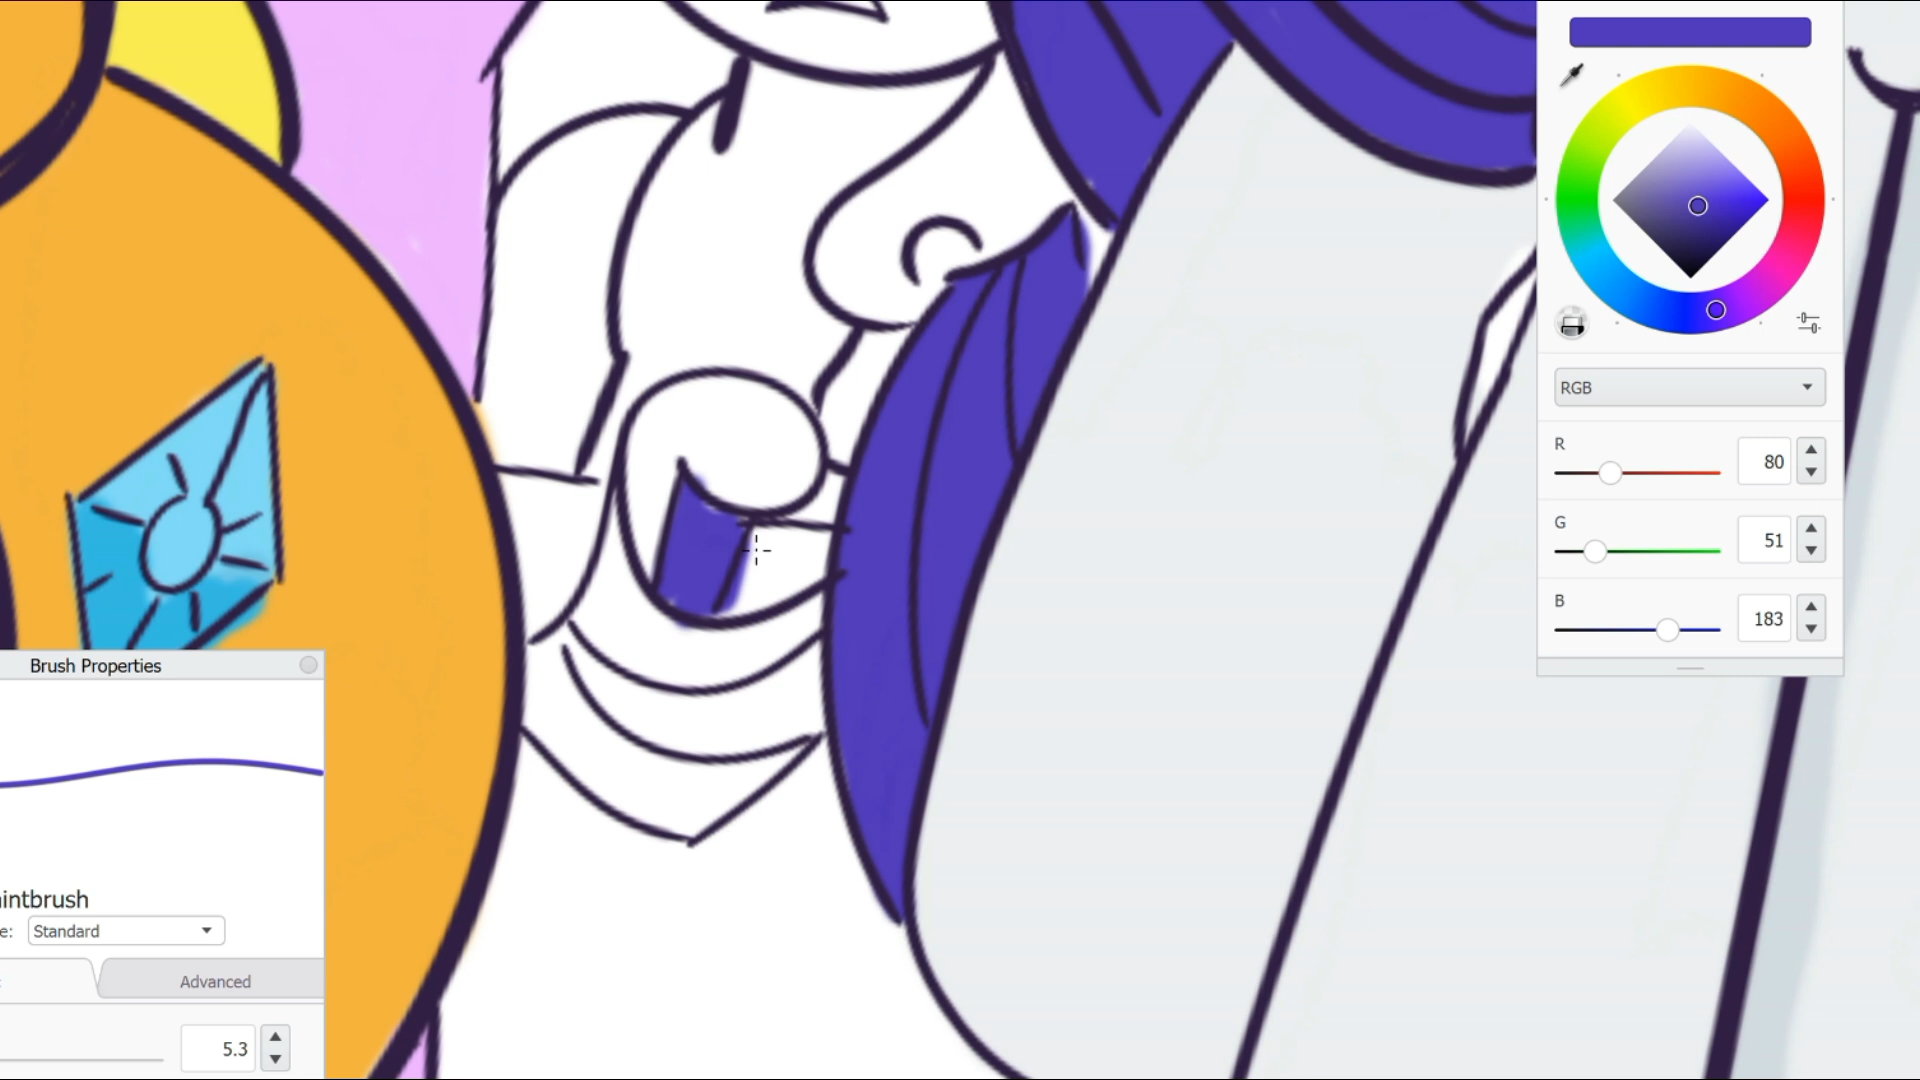 RGB
R
80
G
51
B
183
Brush Properties
intbrush
e:
Standard
Advanced
5.3